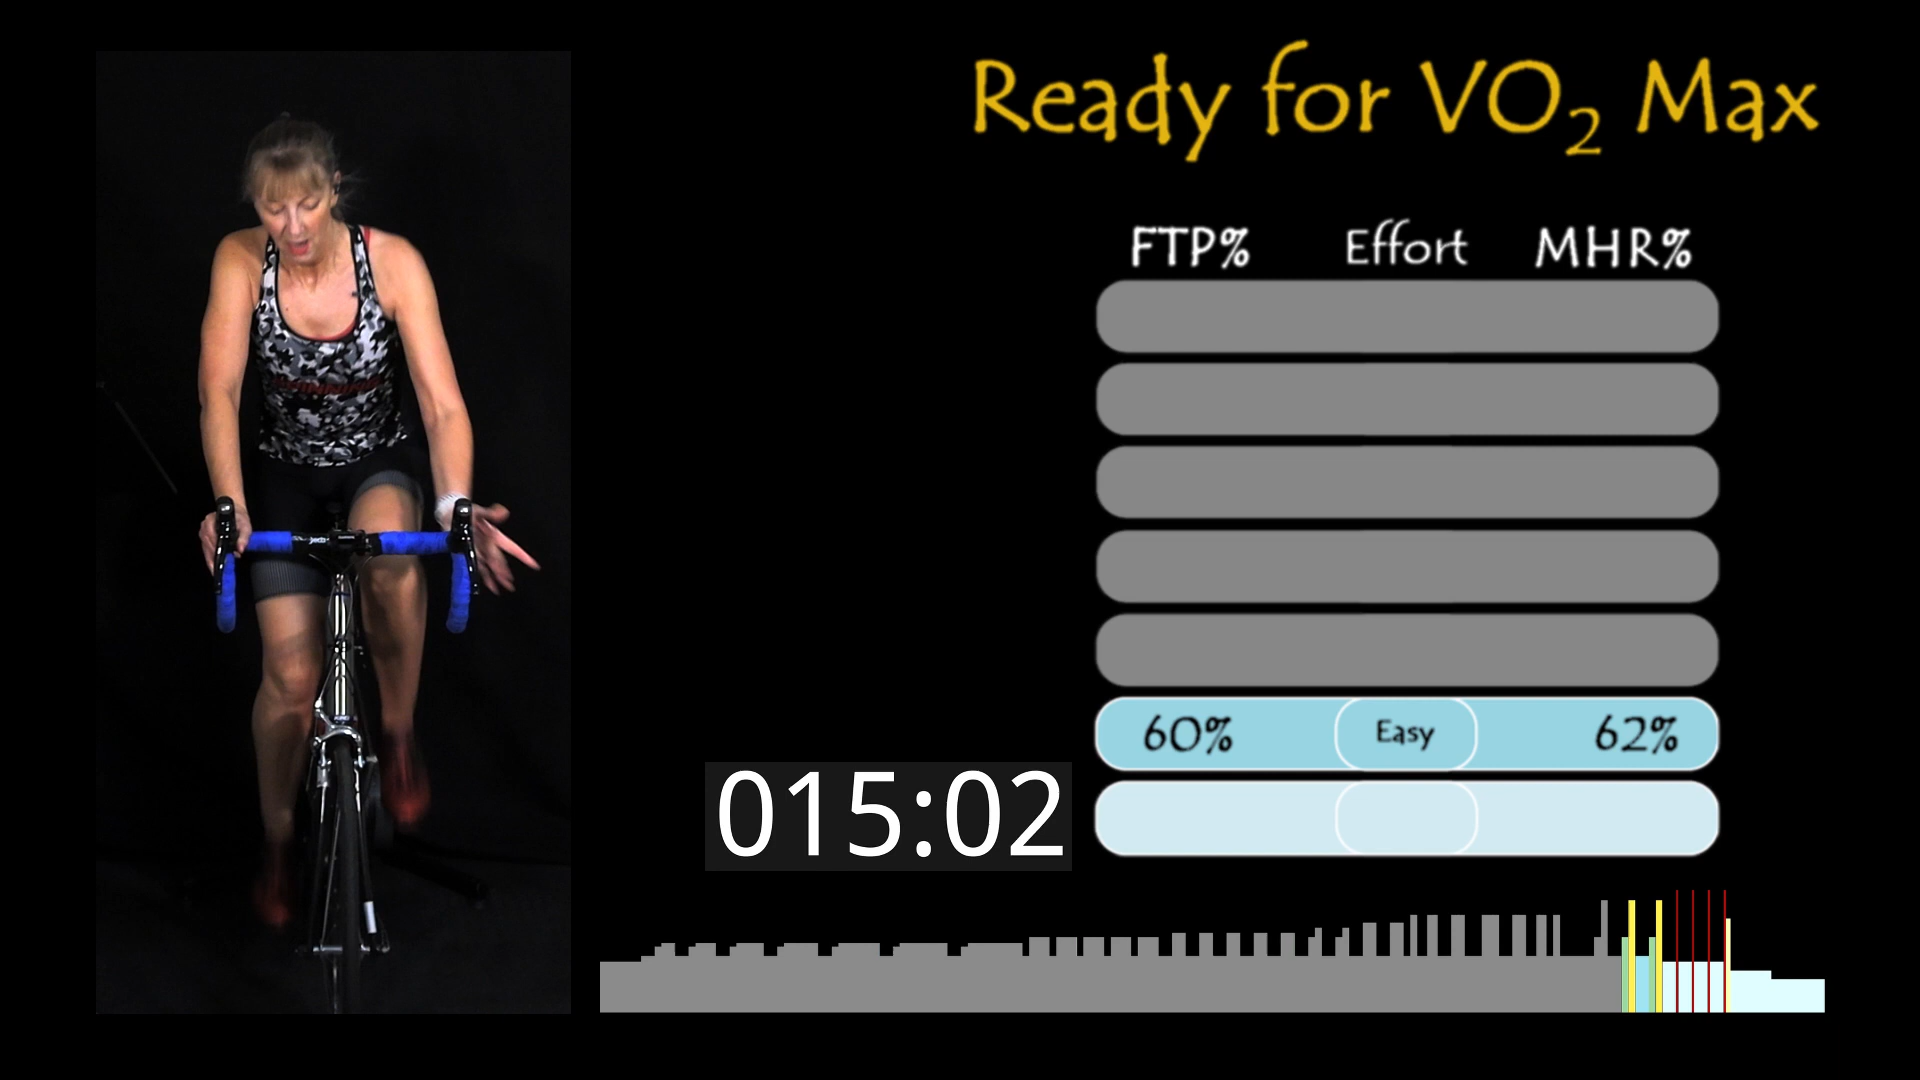 Ready for VO₂ Max
FTP% Effort MHR%
60% Easy 62%
015:02